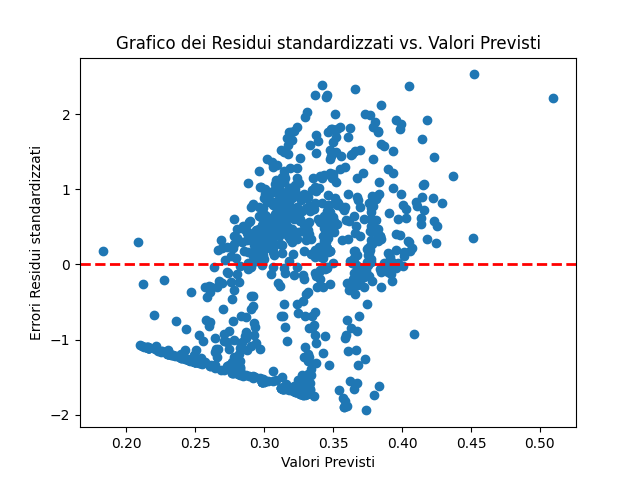 Grafico dei Residui standardizzati vs. Valori Previsti
Errori Residui standardizzati
2
1
0
−1
−2
0.20 0.25 0.30 0.35 0.40 0.45 0.50
Valori Previsti